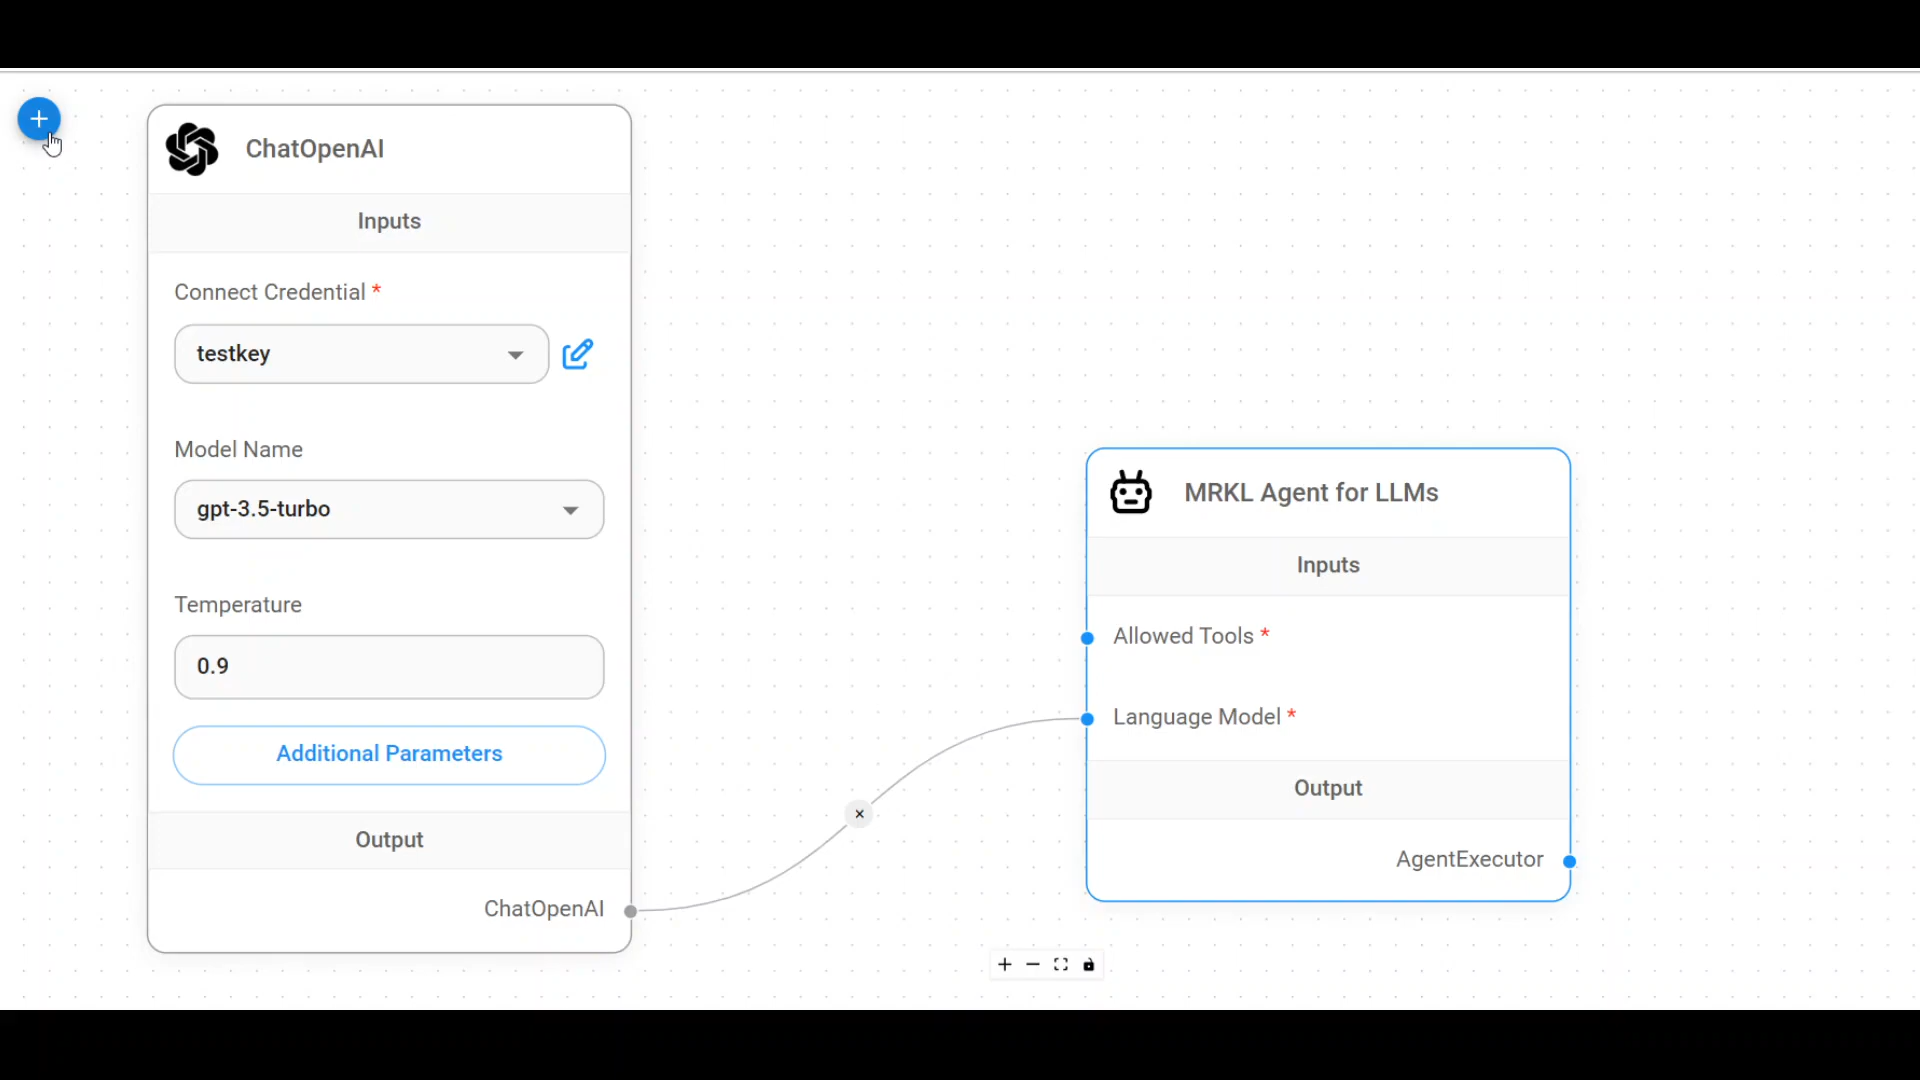 ChatOpenAI
Inputs
Connect Credential *
testkey
Model Name
gpt-3.5-turbo
Temperature
0.9
Additional Parameters
Output
ChatOpenAI
MRKL Agent for LLMs
Inputs
Allowed Tools *
Language Model *
Output
AgentExecutor